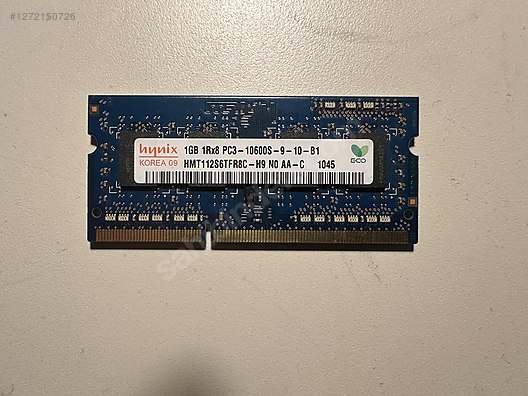 #1272150726
hynix
KOREA 09
1GB 1Rx8 PC3-10600S-9-10-B1
HMT112S6TFR8C-H9 N0 AA-C 1045
ECO